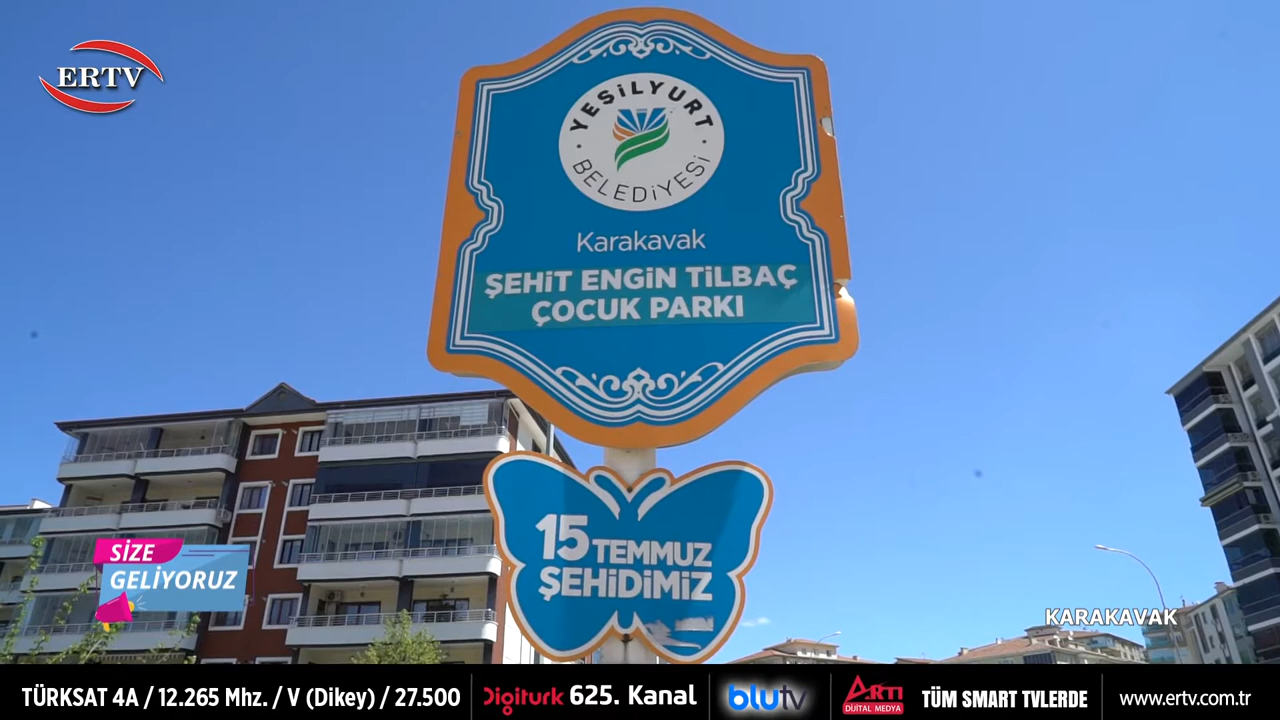 ERTV
YEŞİLYURT
BELEDİYESİ
Karakavak
ŞEHİT ENGİN TİLBAÇ
ÇOCUK PARKI
15 TEMMUZ
ŞEHİDİMİZ
SİZE
GELİYORUZ
KARAKAVAK
TÜRKSAT 4A / 12.265 Mhz. / V (Dikey) / 27.500
Digiturk 625. Kanal
blutv
ARTI
DİJİTAL MEDYA
TÜM SMART TVLERDE
www.ertv.com.tr